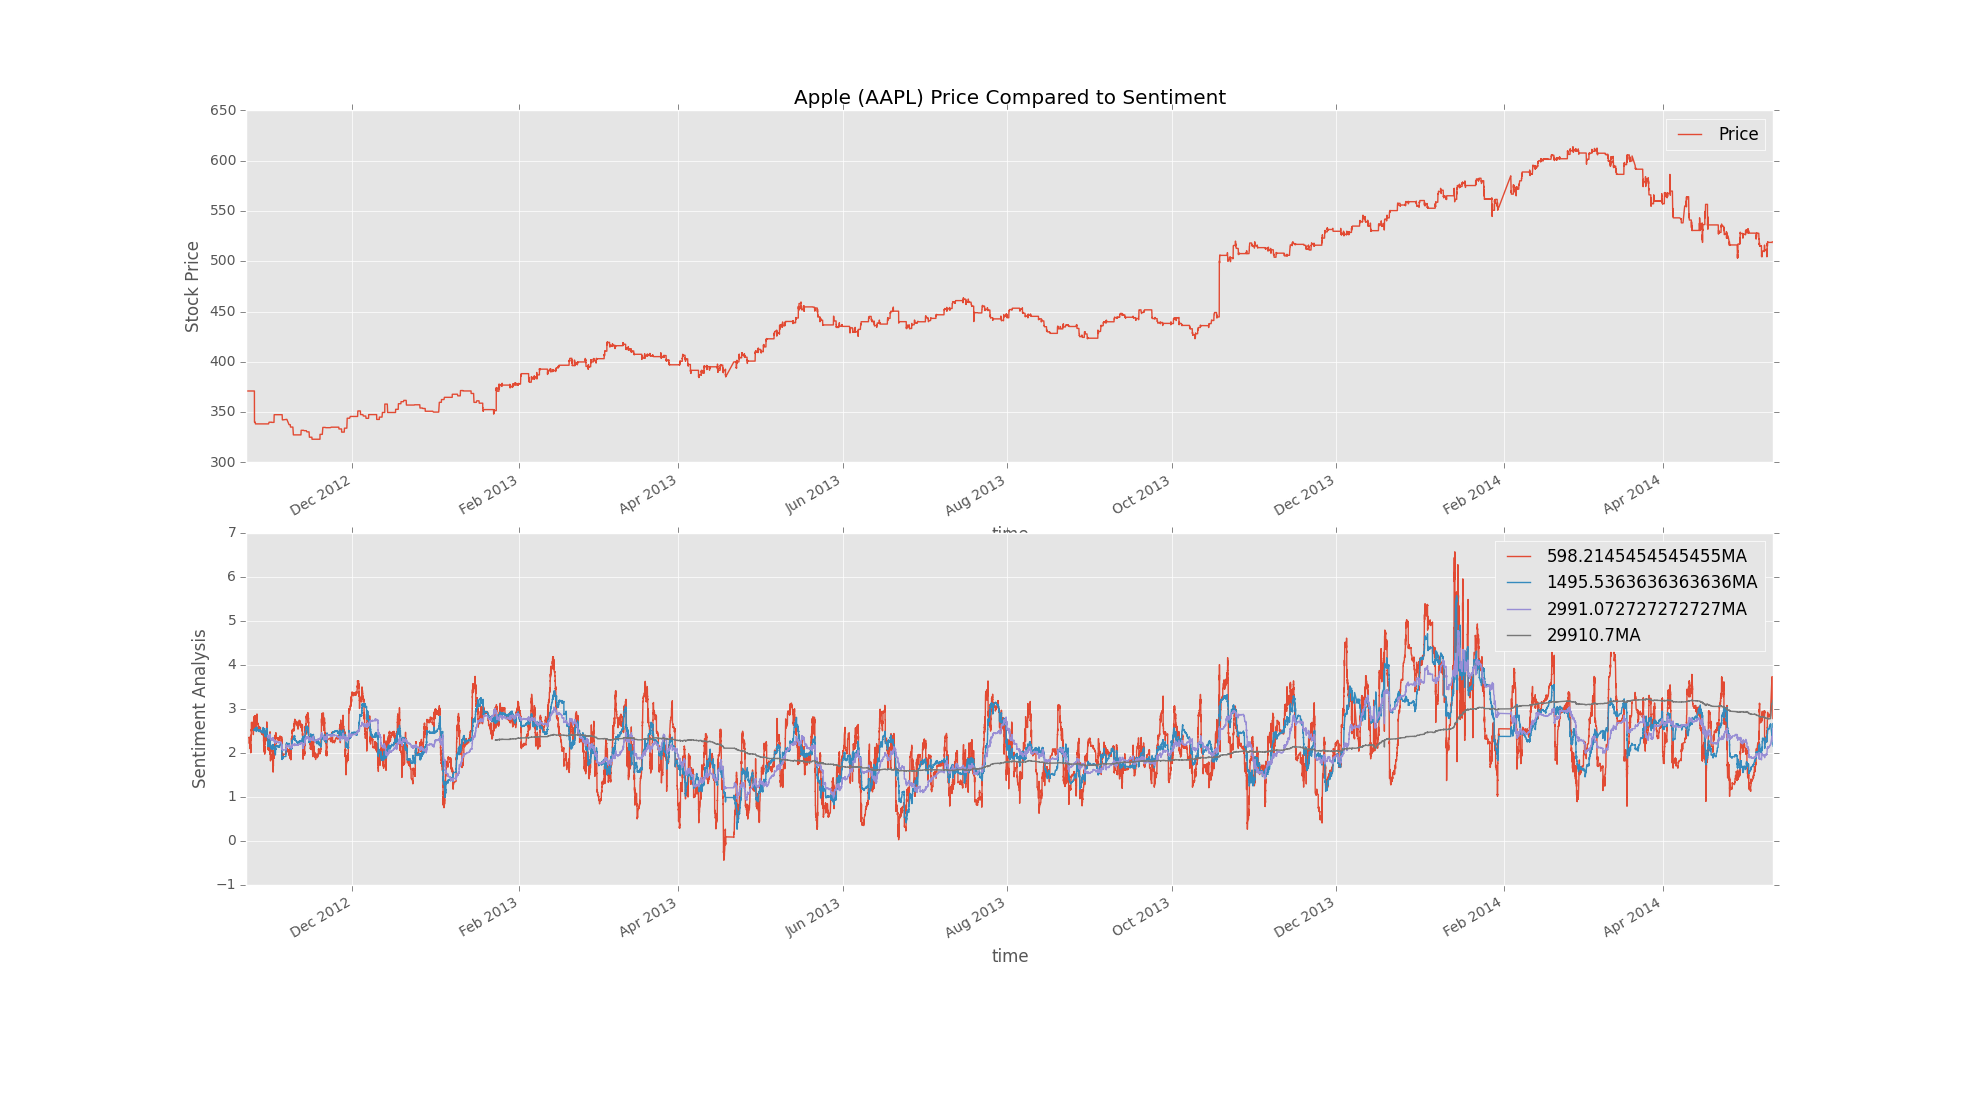 Apple (AAPL) Price Compared to Sentiment
650
600
550
500
450
400
350
300
Stock Price
Price
Dec 2012
Feb 2013
Apr 2013
Jun 2013
Aug 2013
Oct 2013
Dec 2013
Feb 2014
Apr 2014
time
7
6
5
4
3
2
1
0
−1
Sentiment Analysis
598.2145454545455MA
1495.5363636363636MA
2991.072727272727MA
29910.7MA
Dec 2012
Feb 2013
Apr 2013
Jun 2013
Aug 2013
Oct 2013
Dec 2013
Feb 2014
Apr 2014
time